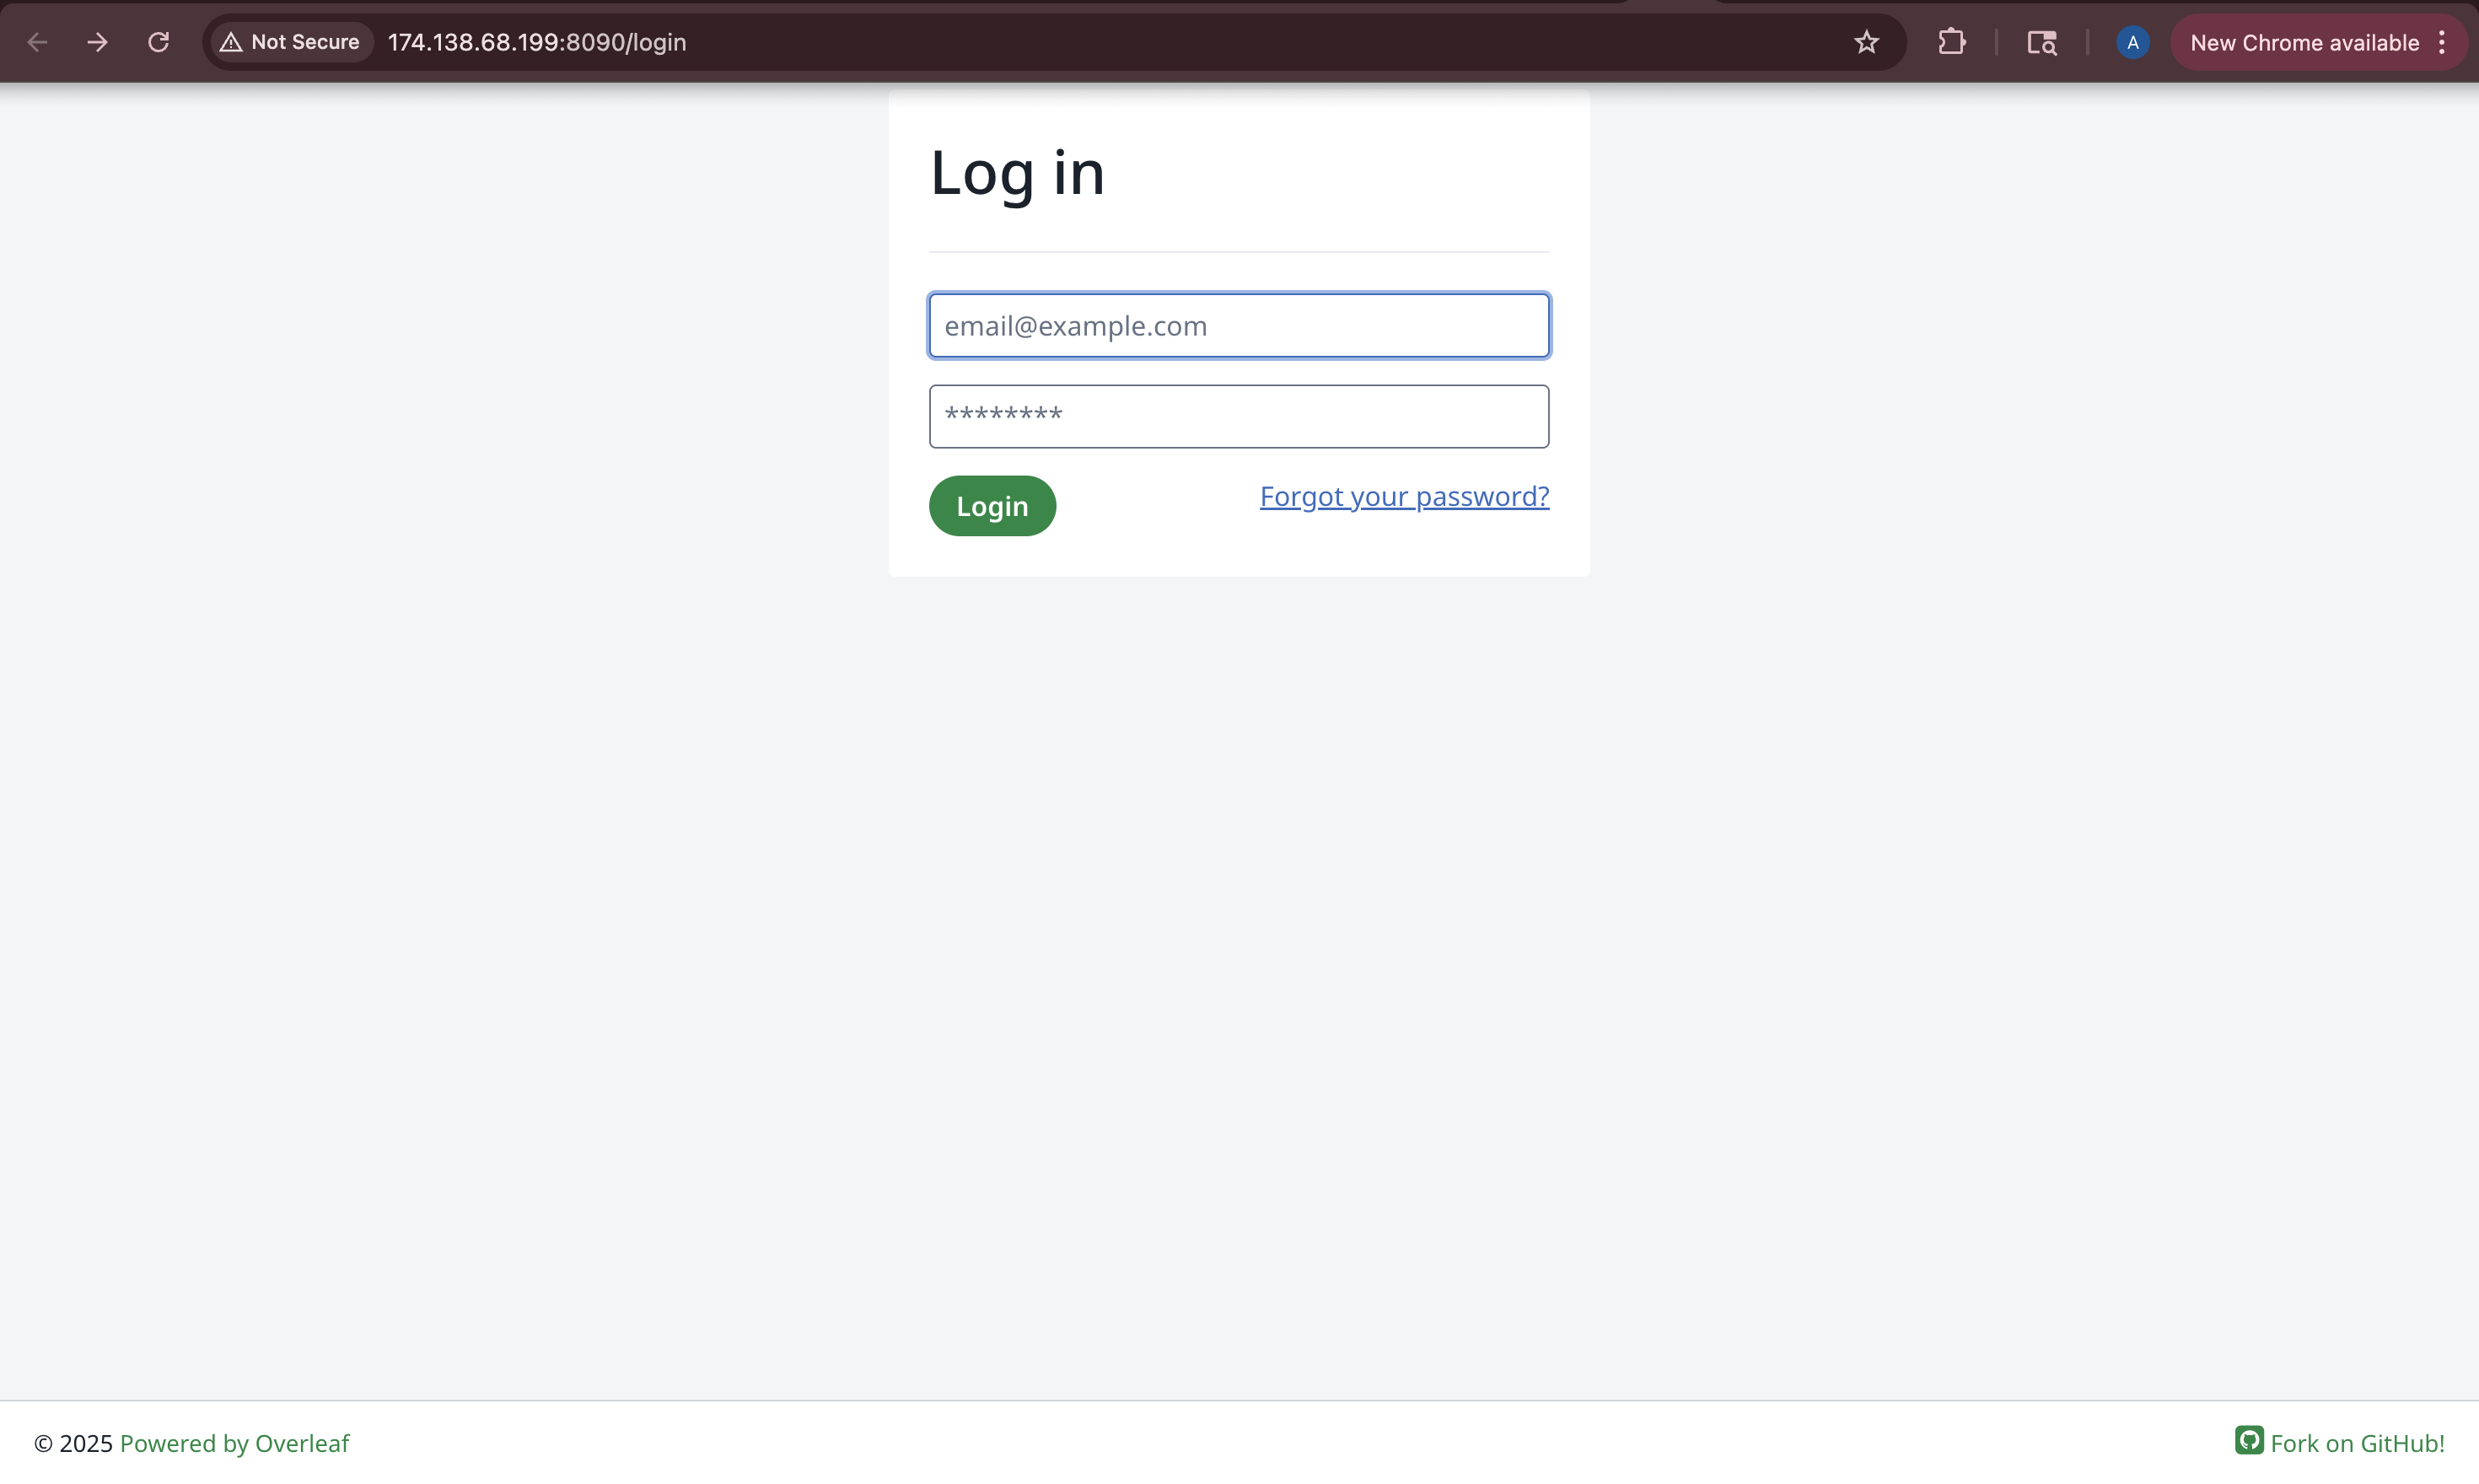 Not Secure 174.138.68.199:8090/login A New Chrome available
Log in
email@example.com
********
Login Forgot your password?
© 2025 Powered by Overleaf Fork on GitHub!